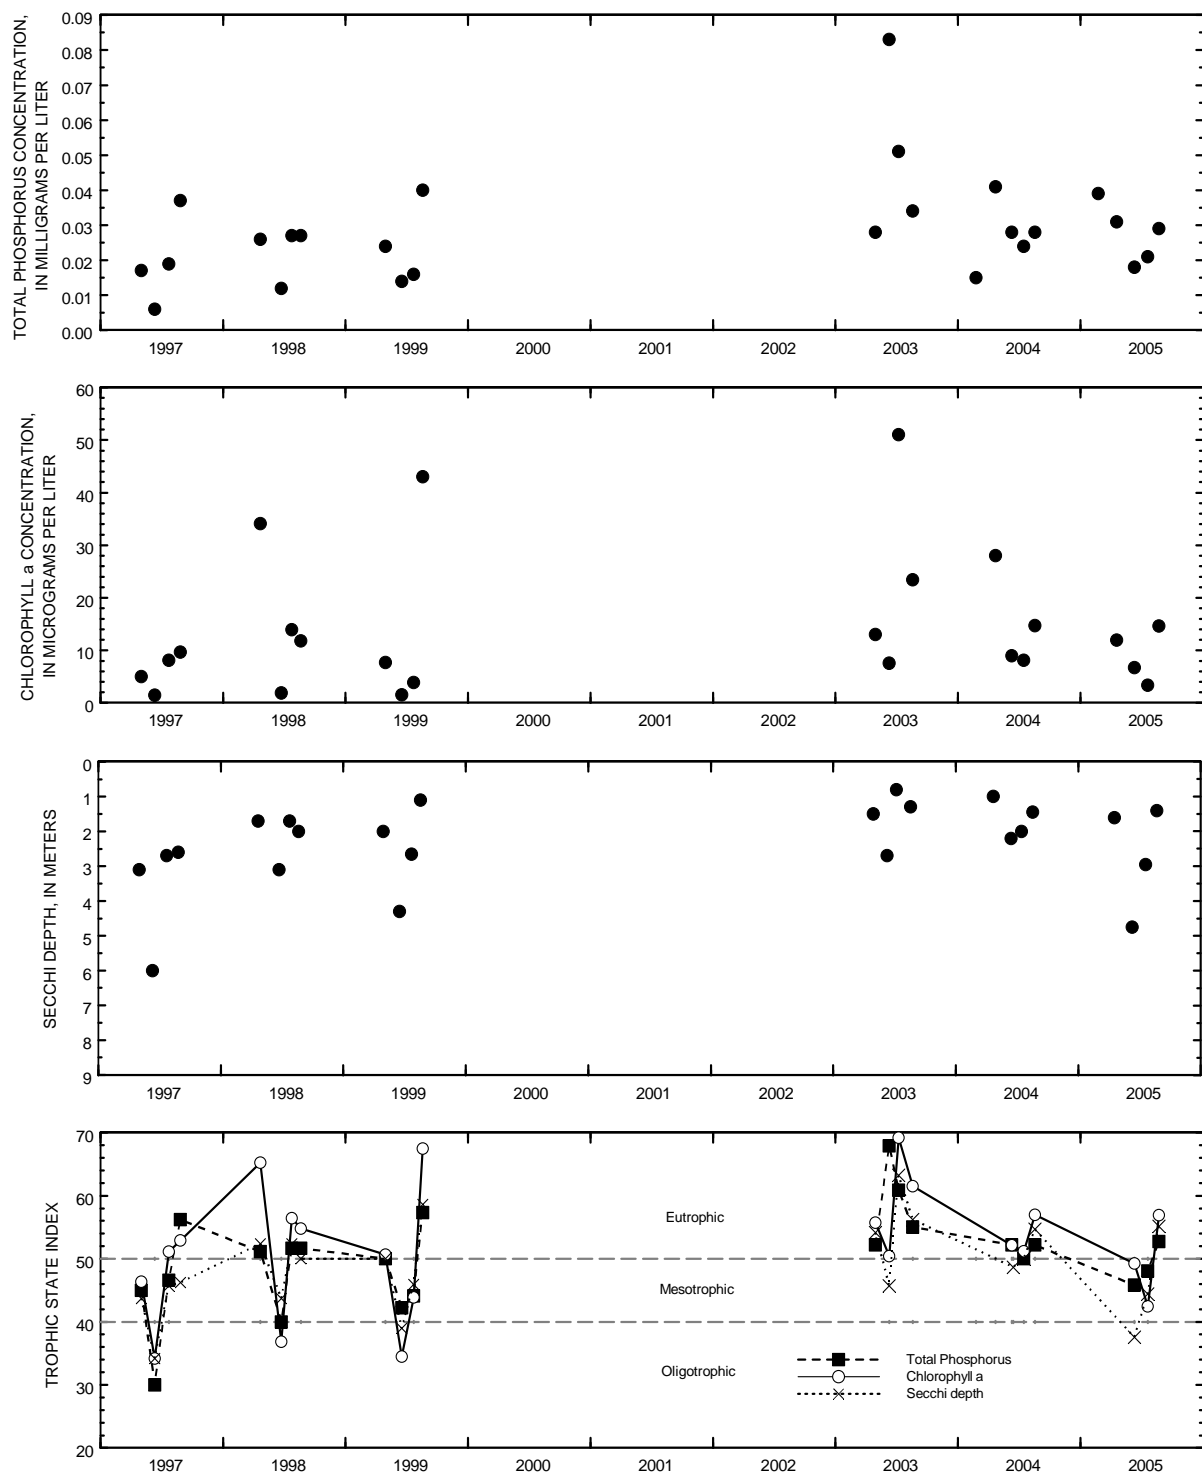 TOTAL PHOSPHORUS CONCENTRATION,
IN MILLIGRAMS PER LITER
0.09
0.08
0.07
0.06
0.05
0.04
0.03
0.02
0.01
0.00
1997 1998 1999 2000 2001 2002 2003 2004 2005
CHLOROPHYLL a CONCENTRATION,
IN MICROGRAMS PER LITER
60
50
40
30
20
10
0
1997 1998 1999 2000 2001 2002 2003 2004 2005
SECCHI DEPTH, IN METERS
0
1
2
3
4
5
6
7
8
9
1997 1998 1999 2000 2001 2002 2003 2004 2005
TROPHIC STATE INDEX
70
60
50
40
30
20
Eutrophic
Mesotrophic
Oligotrophic
Total Phosphorus
Chlorophyll a
Secchi depth
1997 1998 1999 2000 2001 2002 2003 2004 2005